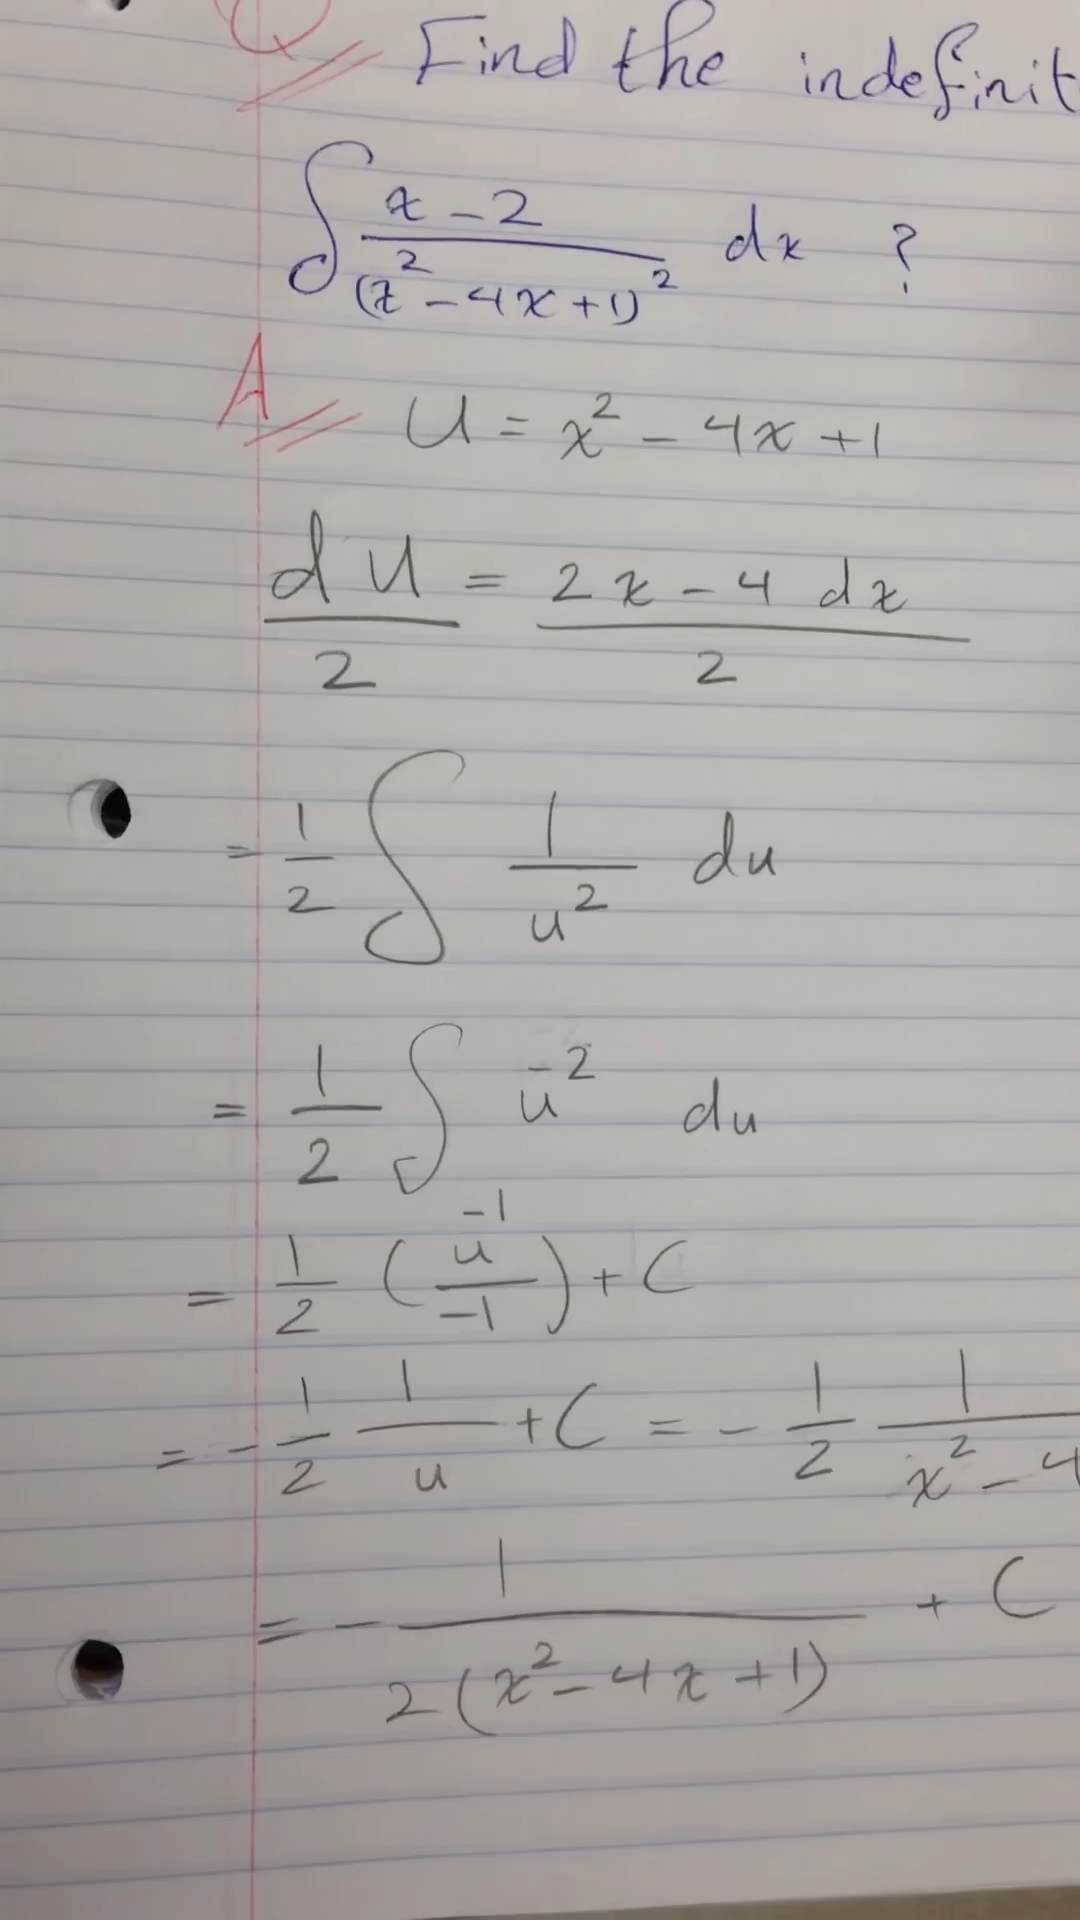 Q Find the indefinit
∫ x-2 / (x² - 4x + 1)² dx ?
A U = x² - 4x + 1
du / 2 = 2x - 4 dx / 2
= 1/2 ∫ 1/u² du
= 1/2 ∫ u⁻² du
= 1/2 (u⁻¹ / -1) + C
= - 1/2 1/u + C = - 1/2 1 / x² - 4
= - 1 / 2(x² - 4x + 1) + C